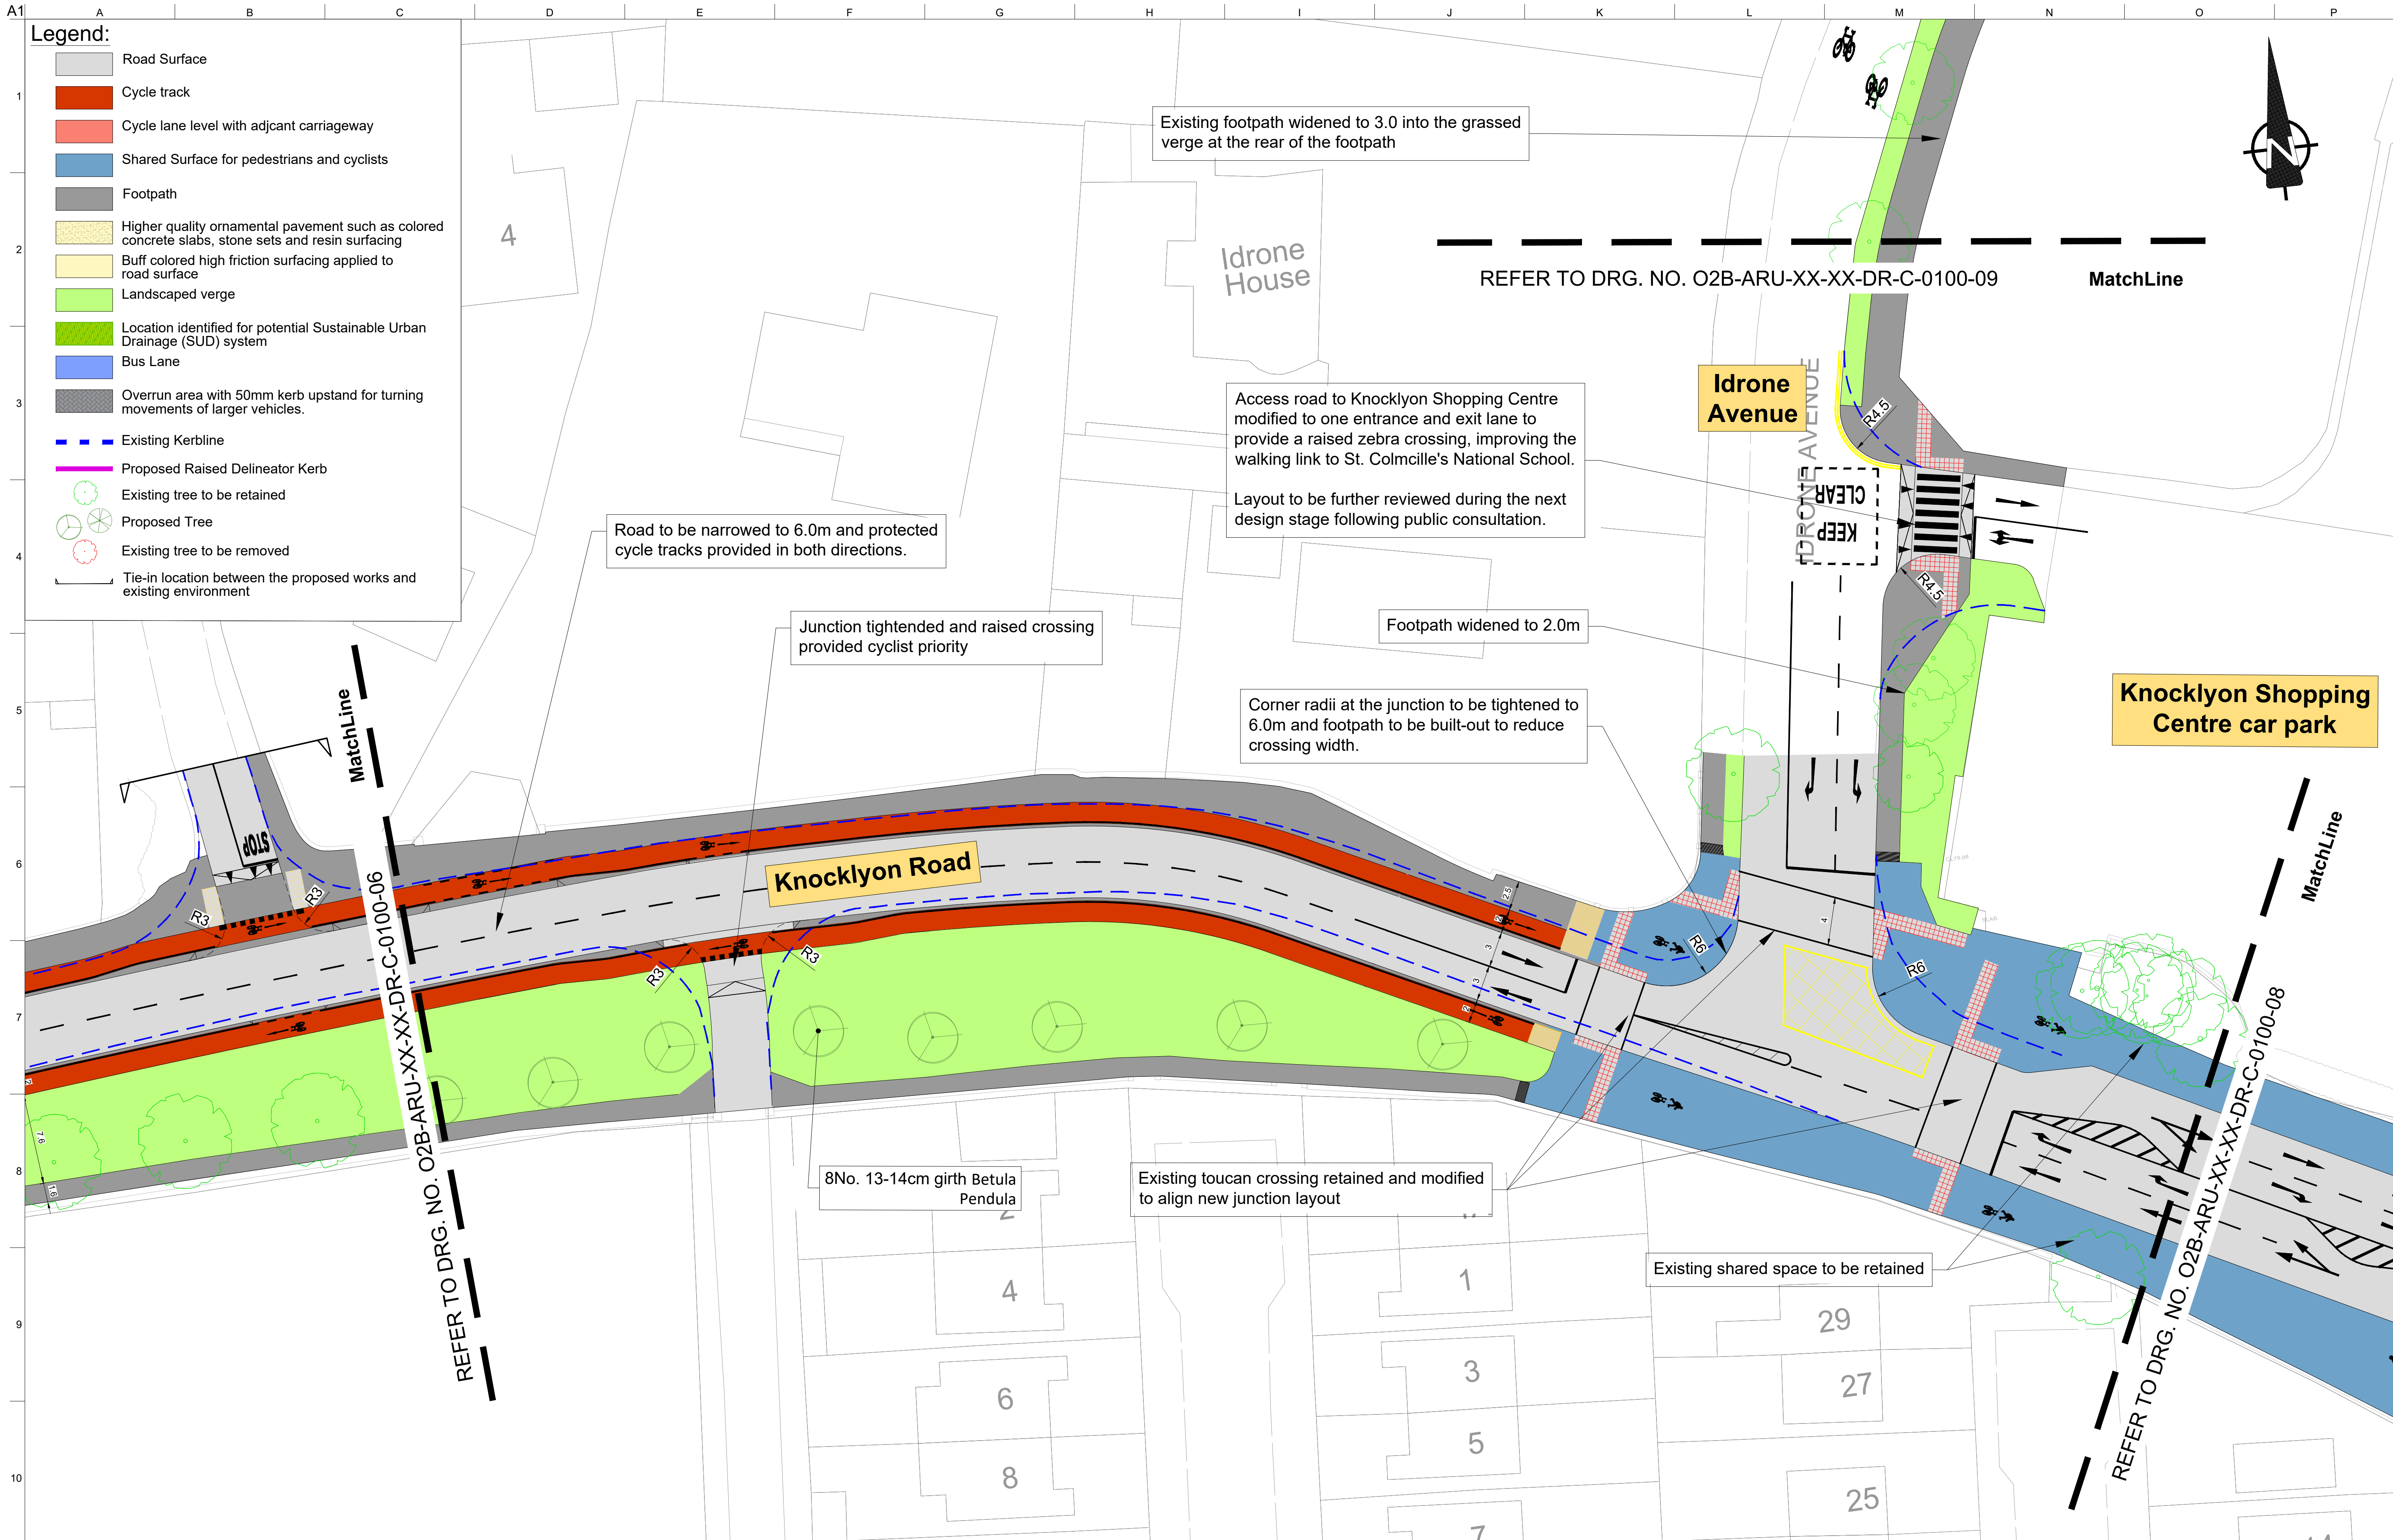 A1
A B C D E F G H I J K L M N O P
1
2
3
4
5
6
7
8
9
10
Legend:
Road Surface
Cycle track
Cycle lane level with adjcant carriageway
Shared Surface for pedestrians and cyclists
Footpath
Higher quality ornamental pavement such as colored
concrete slabs, stone sets and resin surfacing
Buff colored high friction surfacing applied to
road surface
Landscaped verge
Location identified for potential Sustainable Urban
Drainage (SUD) system
Bus Lane
Overrun area with 50mm kerb upstand for turning
movements of larger vehicles.
Existing Kerbline
Proposed Raised Delineator Kerb
Existing tree to be retained
Proposed Tree
Existing tree to be removed
Tie-in location between the proposed works and
existing environment
4
Idrone
House
Existing footpath widened to 3.0 into the grassed
verge at the rear of the footpath
N
REFER TO DRG. NO. O2B-ARU-XX-XX-DR-C-0100-09
MatchLine
Idrone
Avenue
IDRONE AVENUE
Access road to Knocklyon Shopping Centre
modified to one entrance and exit lane to
provide a raised zebra crossing, improving the
walking link to St. Colmcille's National School.
Layout to be further reviewed during the next
design stage following public consultation.
R4.5
KEEP
CLEAR
R4.5
Road to be narrowed to 6.0m and protected
cycle tracks provided in both directions.
Junction tightended and raised crossing
provided cyclist priority
Footpath widened to 2.0m
Corner radii at the junction to be tightened to
6.0m and footpath to be built-out to reduce
crossing width.
Knocklyon Shopping
Centre car park
MatchLine
REFER TO DRG. NO. O2B-ARU-XX-XX-DR-C-0100-06
STOP
R3
R3
Knocklyon Road
R3
R3
2.5
2
3
3
2
4
R6
R6
MatchLine
REFER TO DRG. NO. O2B-ARU-XX-XX-DR-C-0100-08
2
7.6
1.6
8No. 13-14cm girth Betula
Pendula
Existing toucan crossing retained and modified
to align new junction layout
Existing shared space to be retained
2
4
6
8
1
3
5
7
29
27
25